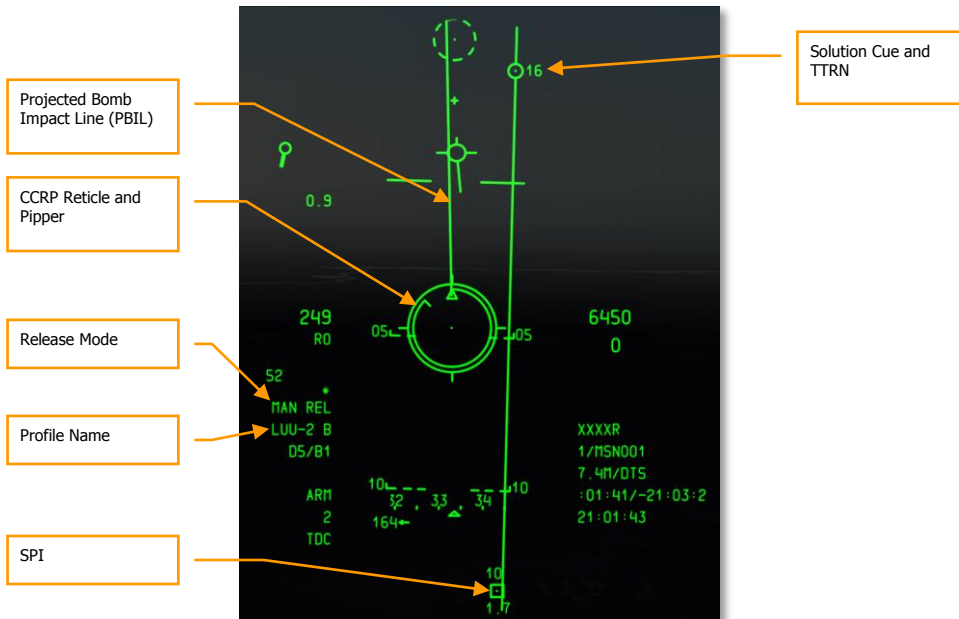 Projected Bomb
Impact Line (PBIL)
CCRP Reticle and
Pipper
Release Mode
Profile Name
SPI
Solution Cue and
TTRN
16
0.9
249
RO
05
05
6450
0
52
*
MAN REL
LUU-2 B
D5/B1
XXXXR
1/MSN001
7.4M/DTS
:01:41/-21:03:2
21:01:43
ARM
2
TDC
10
10
32 33 34
164←
10
1.7